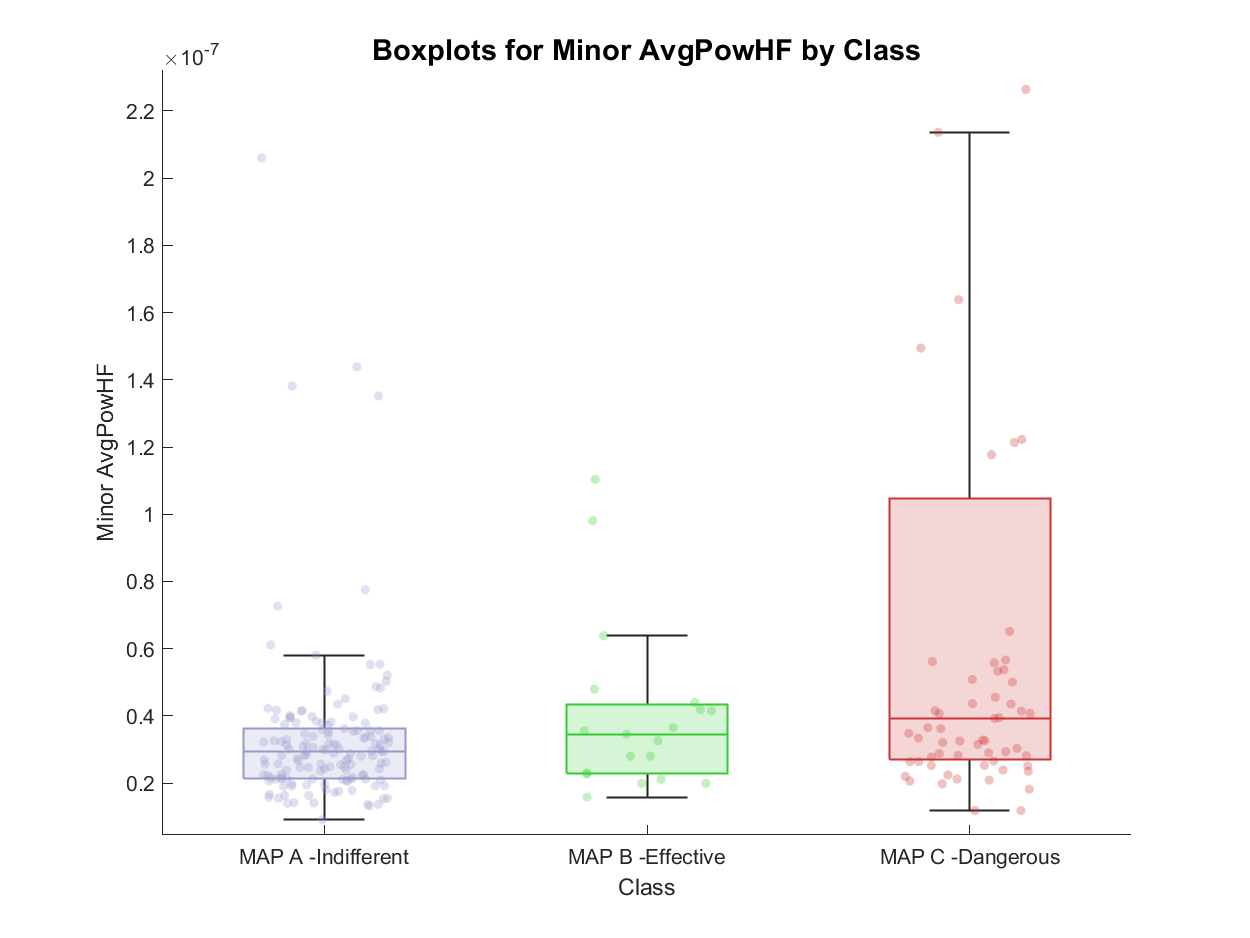 Boxplots for Minor AvgPowHF by Class
×10-7
2.2
2
1.8
1.6
1.4
1.2
1
0.8
0.6
0.4
0.2
Minor AvgPowHF
MAP A -Indifferent
MAP B -Effective
MAP C -Dangerous
Class